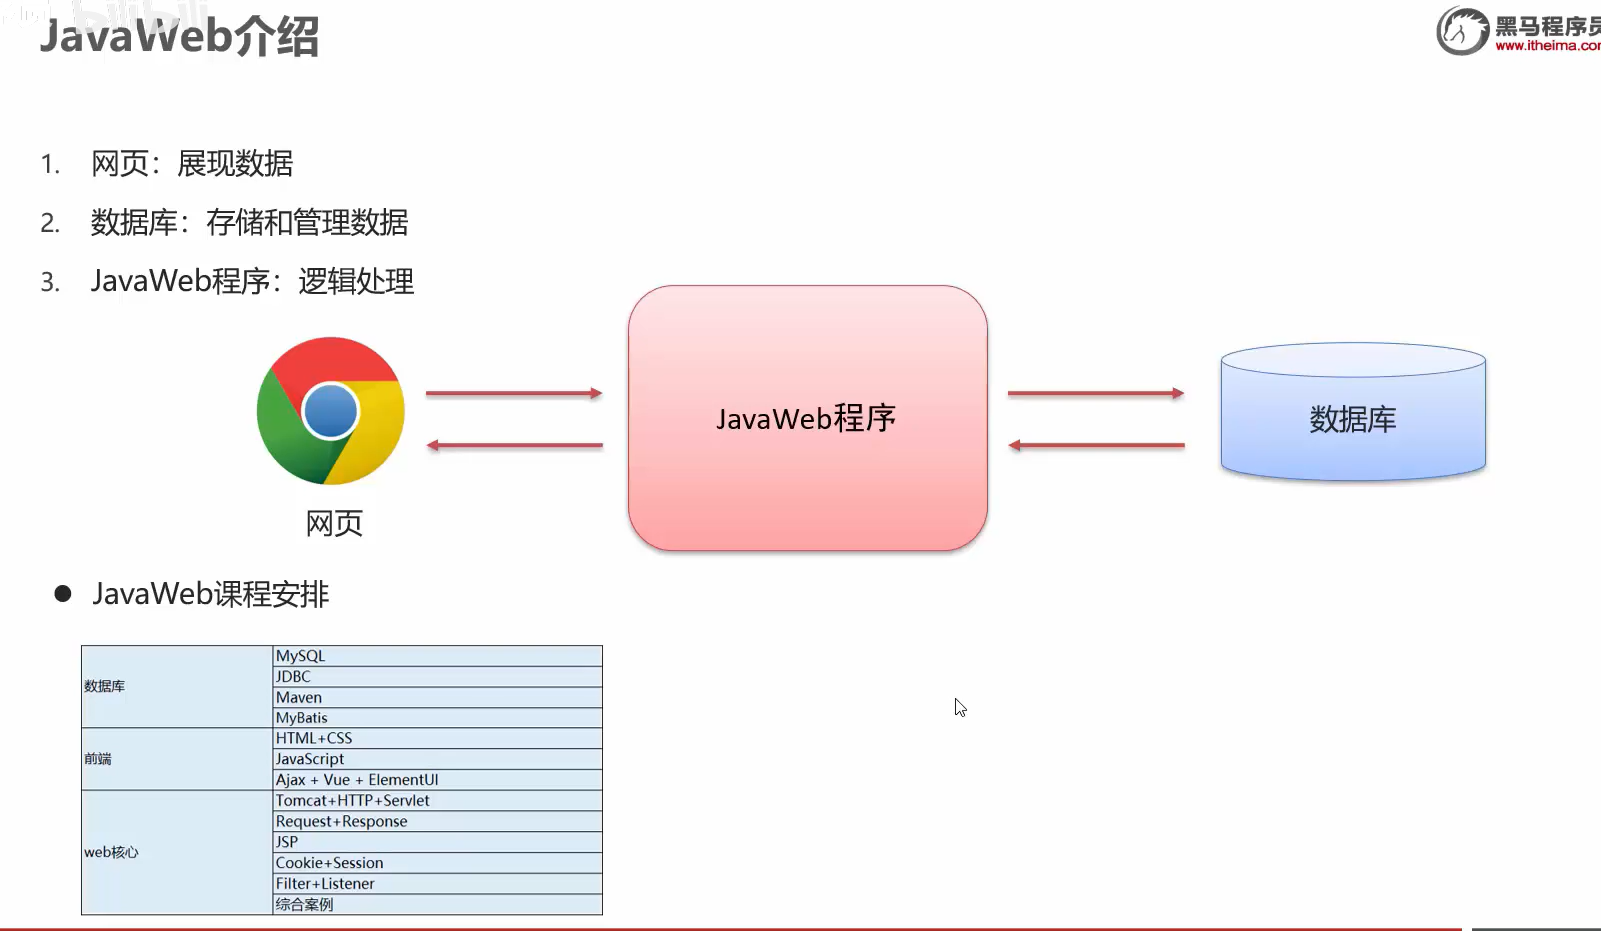 bilibili
JavaWeb介绍
黑马程序员
www.itheima.com
1. 网页：展现数据
2. 数据库：存储和管理数据
3. JavaWeb程序：逻辑处理
JavaWeb程序
数据库
网页
● JavaWeb课程安排
数据库
MySQL
JDBC
Maven
MyBatis
前端
HTML+CSS
JavaScript
Ajax + Vue + ElementUI
web核心
Tomcat+HTTP+Servlet
Request+Response
JSP
Cookie+Session
Filter+Listener
综合案例